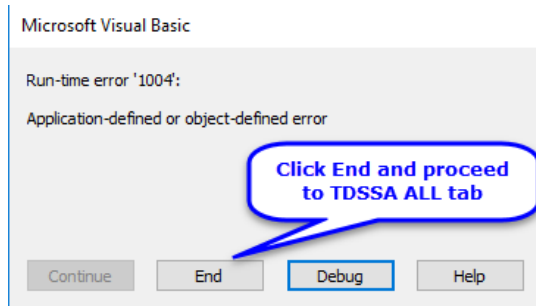 Microsoft Visual Basic
Run-time error '1004':
Application-defined or object-defined error
Click End and proceed
to TDSSA ALL tab
Continue
End
Debug
Help